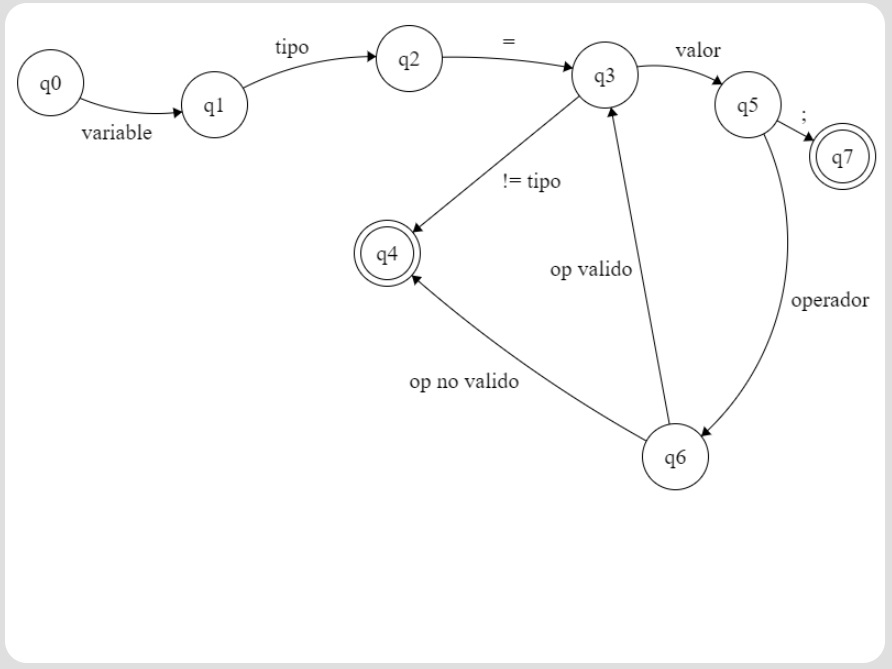 q0
variable
q1
tipo
q2
=
q3
valor
q5
;
q7
!= tipo
q4
op valido
operador
op no valido
q6